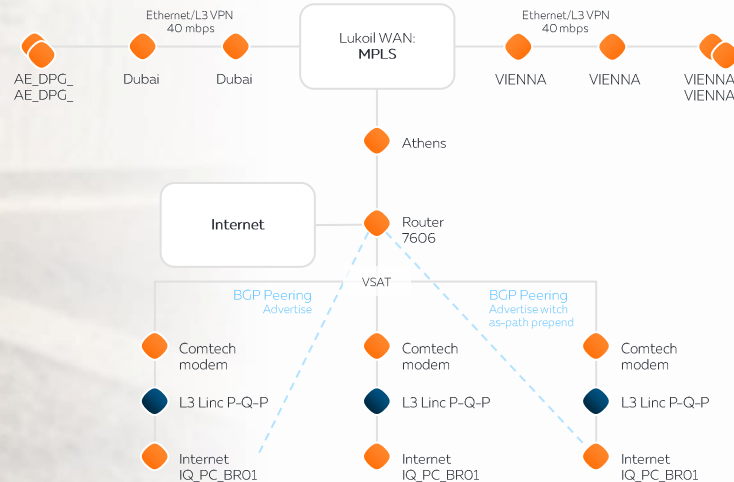 Ethernet/L3 VPN
40 mbps
Lukoil WAN:
MPLS
Ethernet/L3 VPN
40 mbps
AE_DPG_
AE_DPG_
Dubai
Dubai
VIENNA
VIENNA
VIENNA
VIENNA
Athens
Internet
Router
7606
VSAT
BGP Peering
Advertise
BGP Peering
Advertise witch
as-path prepend
Comtech
modem
Comtech
modem
Comtech
modem
L3 Linc P-Q-P
L3 Linc P-Q-P
L3 Linc P-Q-P
Internet
IQ_PC_BR01
Internet
IQ_PC_BR01
Internet
IQ_PC_BR01